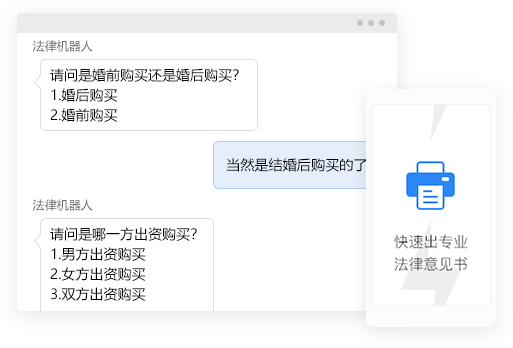 法律机器人
请问是婚前购买还是婚后购买？
1.婚后购买
2.婚前购买
当然是结婚后购买的了
法律机器人
请问是哪一方出资购买？
1.男方出资购买
2.女方出资购买
3.双方出资购买
快速出专业
法律意见书